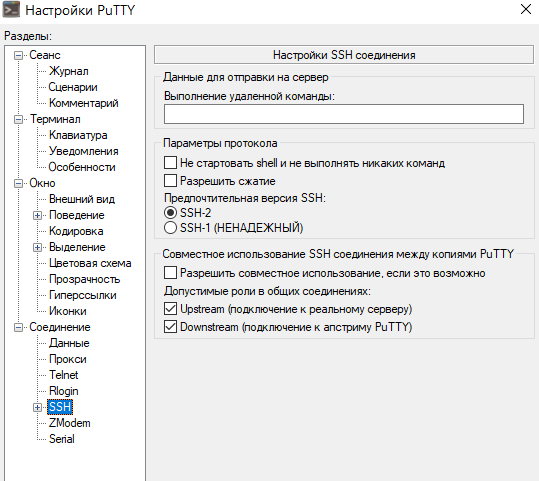 Настройки PuTTY
Разделы:
Сеанс
Журнал
Сценарии
Комментарий
Терминал
Клавиатура
Уведомления
Особенности
Окно
Внешний вид
Поведение
Кодировка
Выделение
Цветовая схема
Прозрачность
Гиперссылки
Иконки
Соединение
Данные
Прокси
Telnet
Rlogin
SSH
ZModem
Serial
Настройки SSH соединения
Данные для отправки на сервер
Выполнение удаленной команды:
Параметры протокола
Не стартовать shell и не выполнять никаких команд
Разрешить сжатие
Предпочтительная версия SSH:
SSH-2
SSH-1 (НЕНАДЕЖНЫЙ)
Совместное использование SSH соединения между копиями PuTTY
Разрешить совместное использование, если это возможно
Допустимые роли в общих соединениях:
Upstream (подключение к реальному серверу)
Downstream (подключение к апстриму PuTTY)